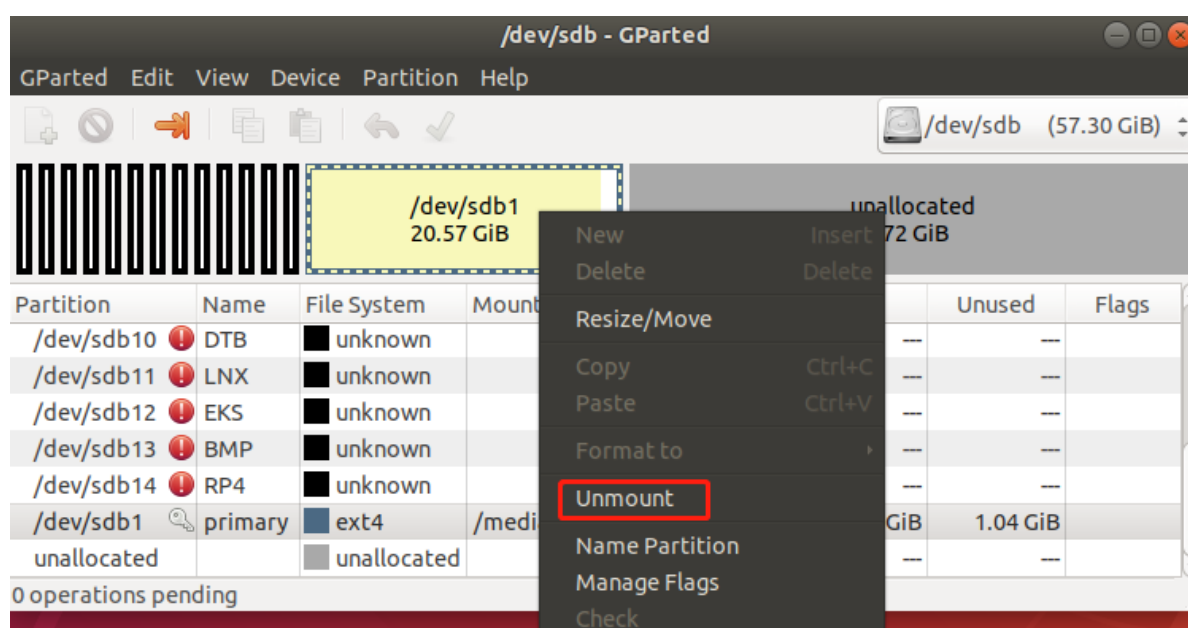 /dev/sdb - GParted
GParted Edit View Device Partition Help
/dev/sdb (57.30 GiB)
/dev/sdb1
20.57 GiB
unallocated
72 GiB
New Insert
Delete Delete
Resize/Move
Copy Ctrl+C
Paste Ctrl+V
Format to
Unmount
Name Partition
Manage Flags
Check
Partition Name File System Mount Unused Flags
/dev/sdb10 DTB unknown --- ---
/dev/sdb11 LNX unknown --- ---
/dev/sdb12 EKS unknown --- ---
/dev/sdb13 BMP unknown --- ---
/dev/sdb14 RP4 unknown --- ---
/dev/sdb1 primary ext4 /medi GiB 1.04 GiB
unallocated unallocated --- ---
0 operations pending